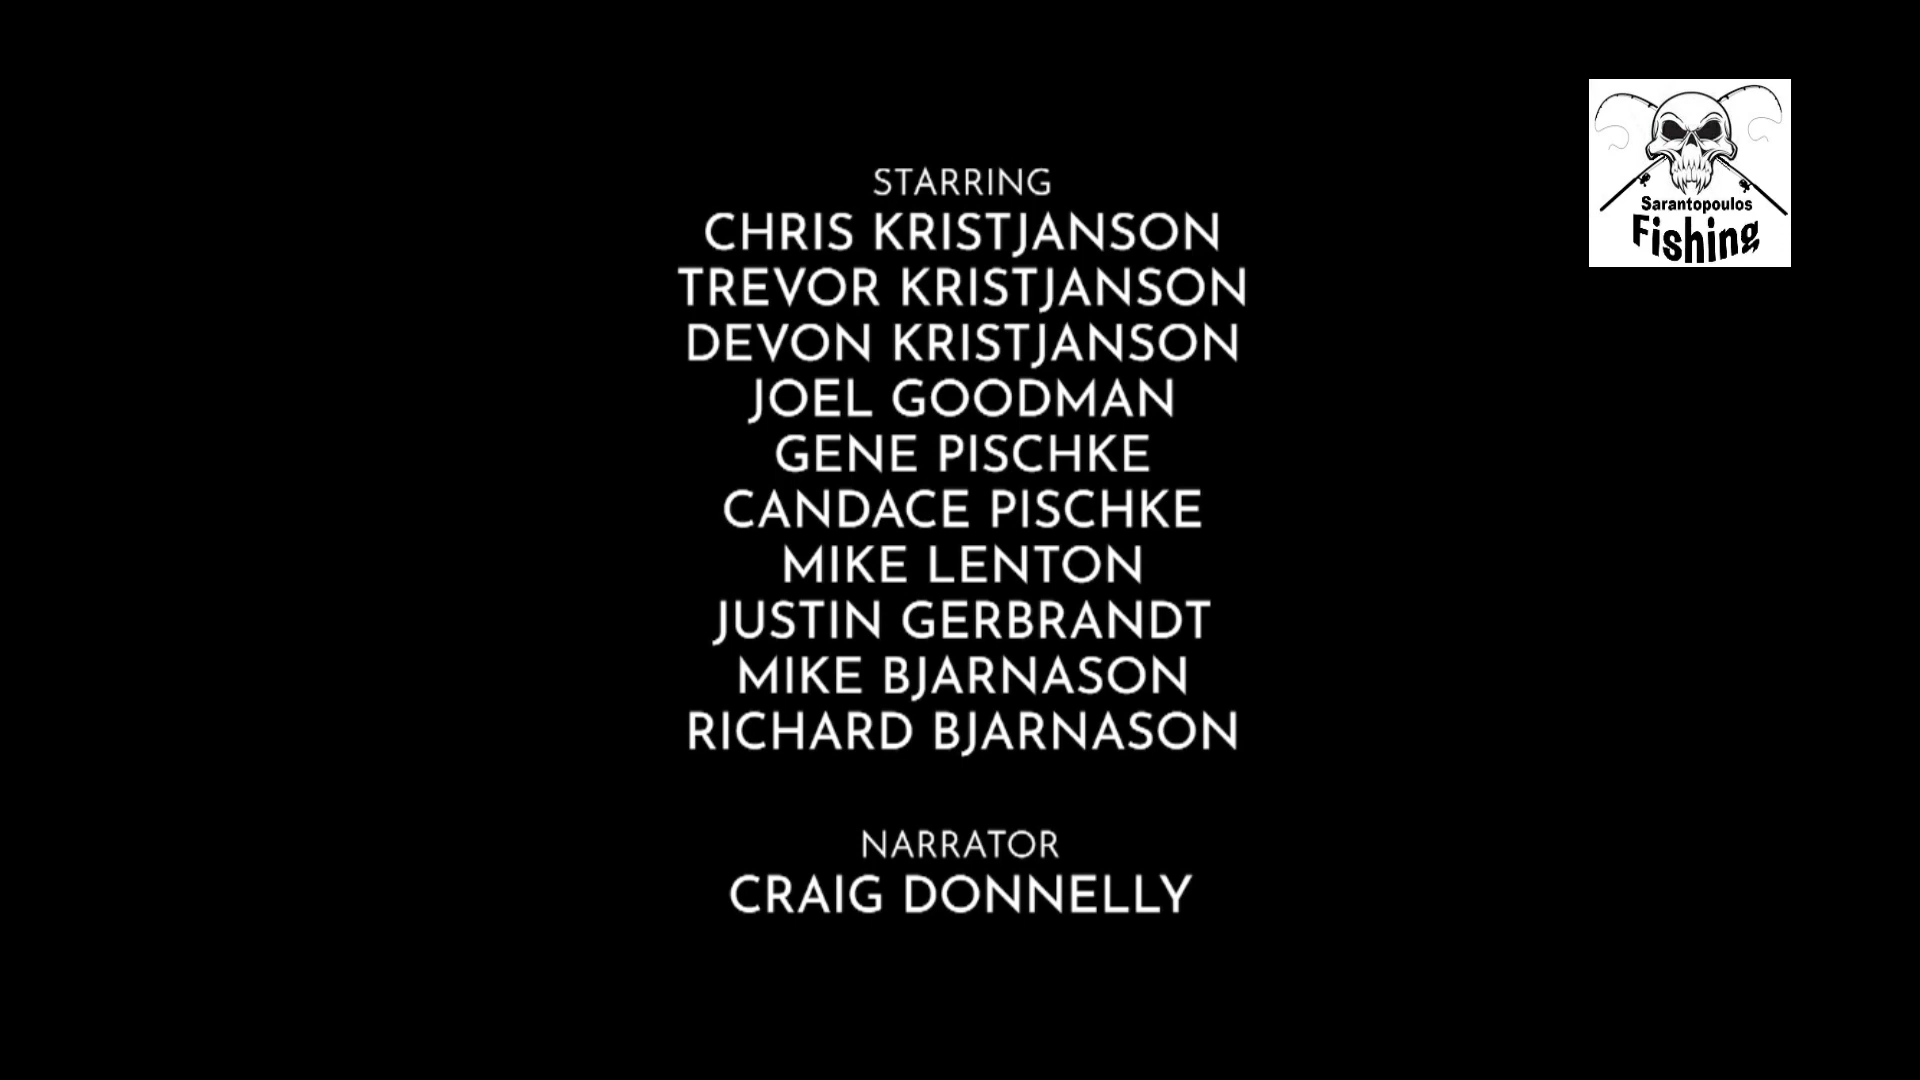 STARRING
CHRIS KRISTJANSON
TREVOR KRISTJANSON
DEVON KRISTJANSON
JOEL GOODMAN
GENE PISCHKE
CANDACE PISCHKE
MIKE LENTON
JUSTIN GERBRANDT
MIKE BJARNASON
RICHARD BJARNASON
NARRATOR
CRAIG DONNELLY
Sarantopoulos
Fishing